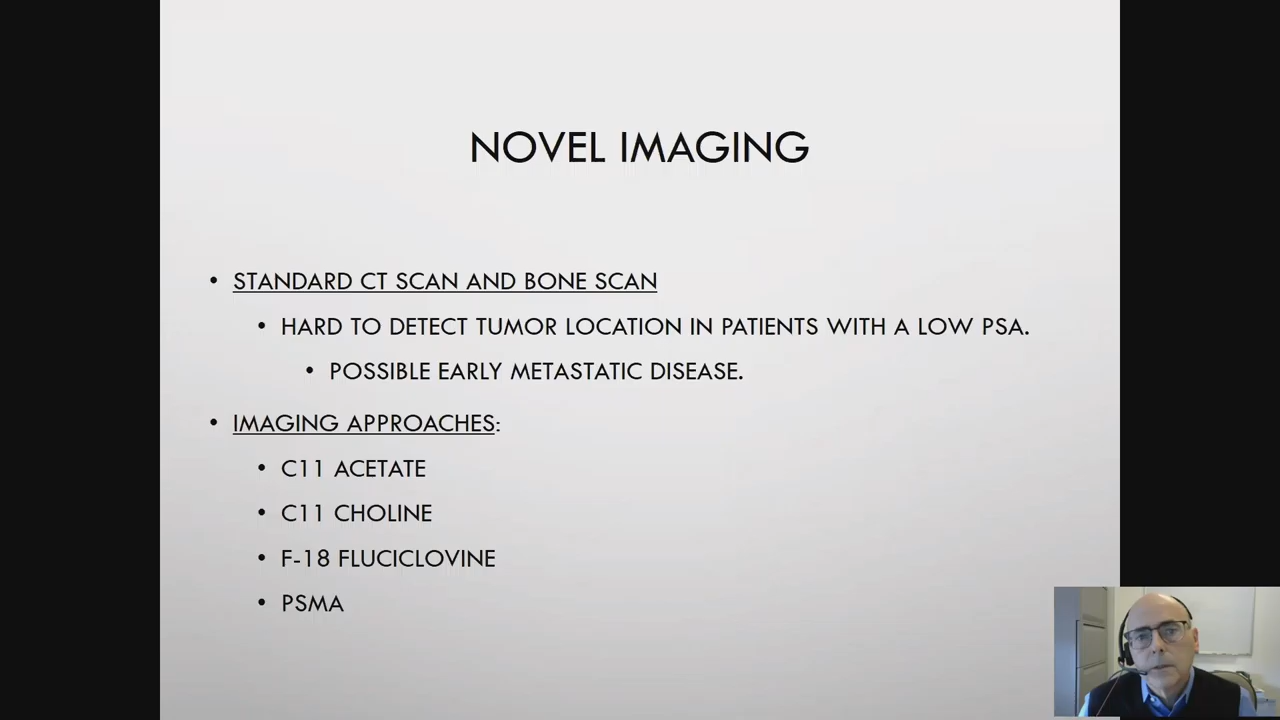 NOVEL IMAGING
• STANDARD CT SCAN AND BONE SCAN
• HARD TO DETECT TUMOR LOCATION IN PATIENTS WITH A LOW PSA.
• POSSIBLE EARLY METASTATIC DISEASE.
• IMAGING APPROACHES:
• C11 ACETATE
• C11 CHOLINE
• F-18 FLUCICLOVINE
• PSMA